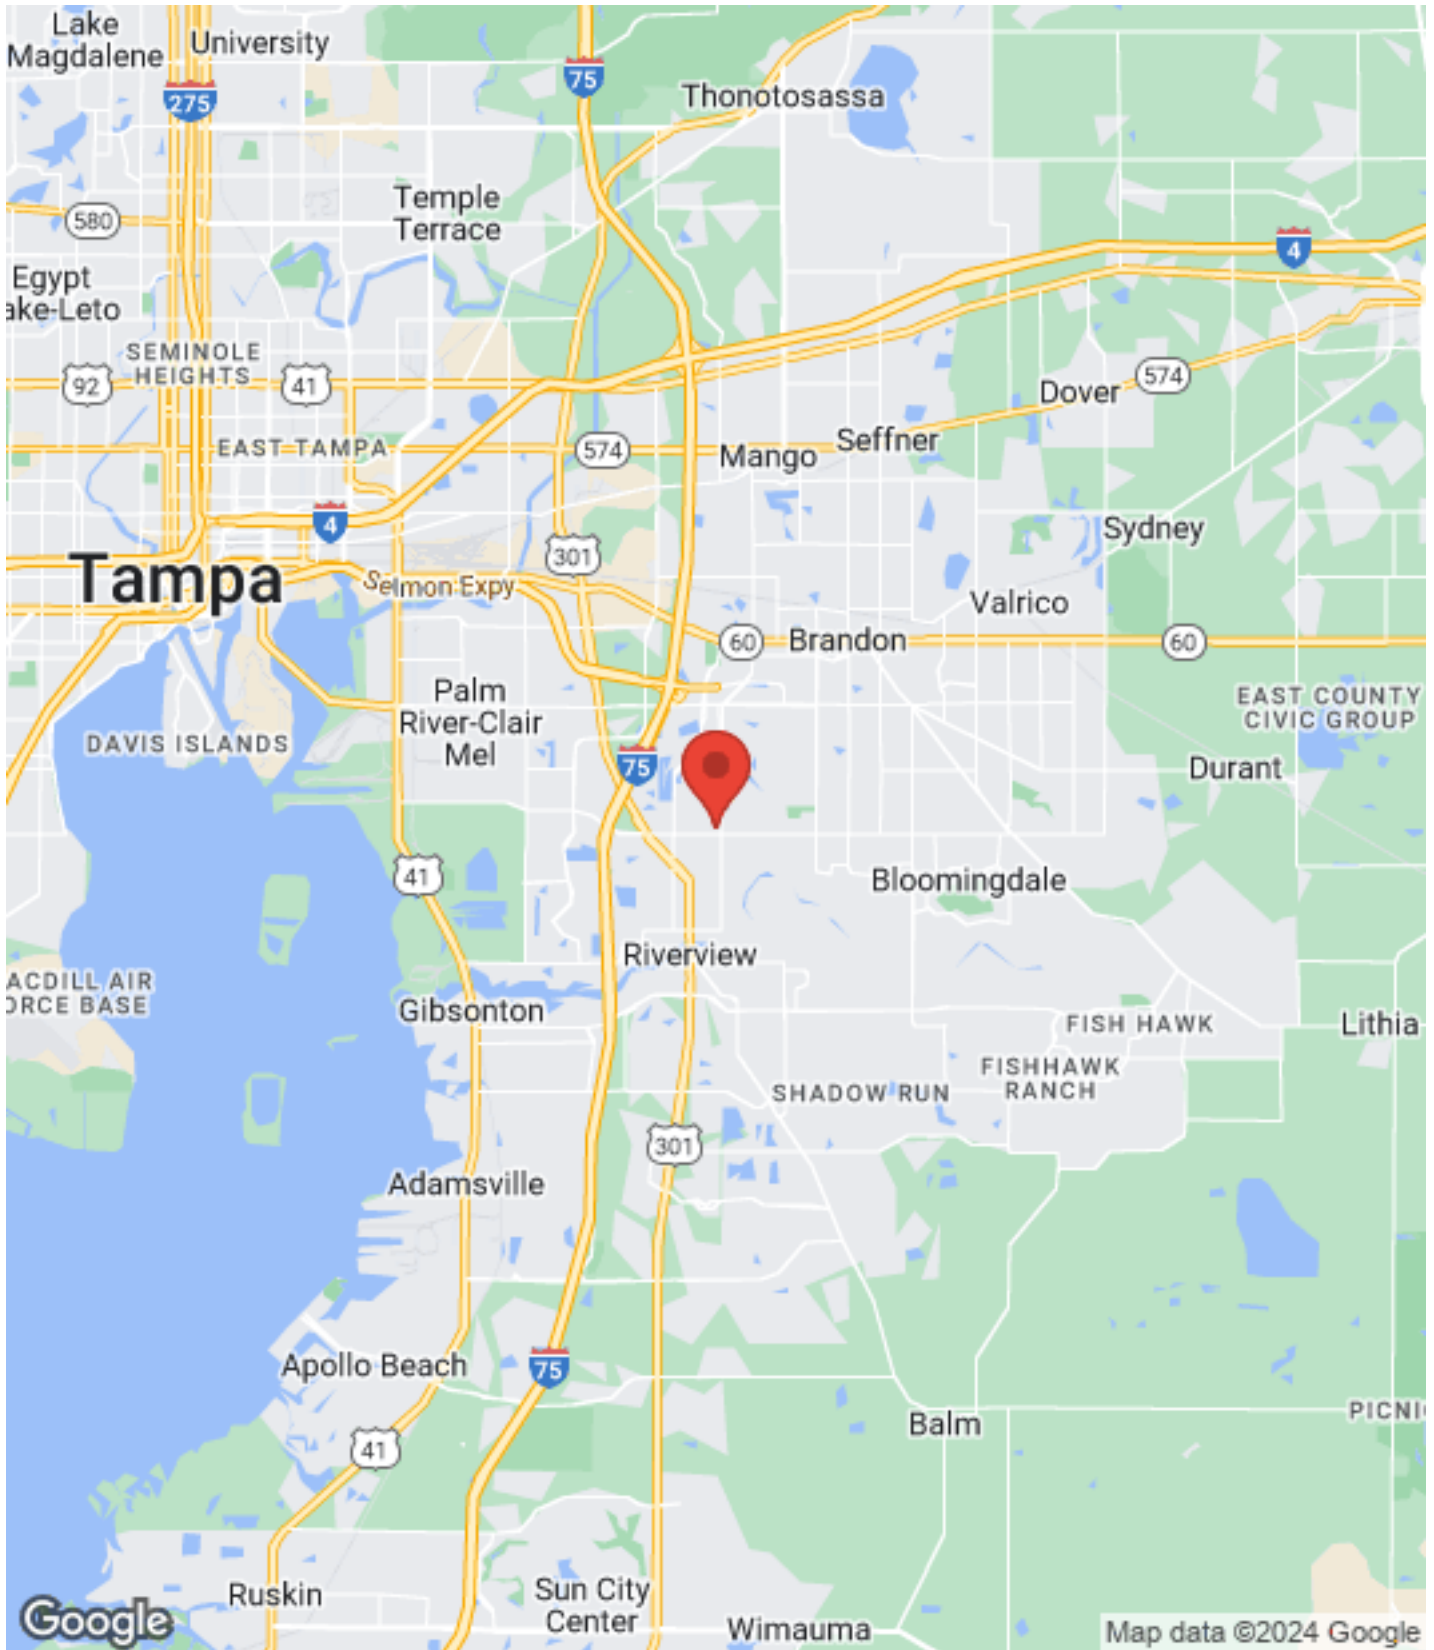 Lake
Magdalene
University
275
75
Thonotosassa
Temple
Terrace
580
4
Egypt
ake-Leto
SEMINOLE
HEIGHTS
92
41
574
Dover
EAST TAMPA
574
Mango
Seffner
4
Sydney
301
Tampa
Selmon Expy
Valrico
60
Brandon
60
Palm
River-Clair
Mel
EAST COUNTY
CIVIC GROUP
DAVIS ISLANDS
75
Durant
41
Bloomingdale
Riverview
ACDILL AIR
ORCE BASE
Gibsonton
FISH HAWK
Lithia
FISHHAWK
RANCH
SHADOW RUN
301
Adamsville
Apollo Beach
75
PICNI
Balm
41
Ruskin
Sun City
Center
Wimauma
Google
Map data ©2024 Google